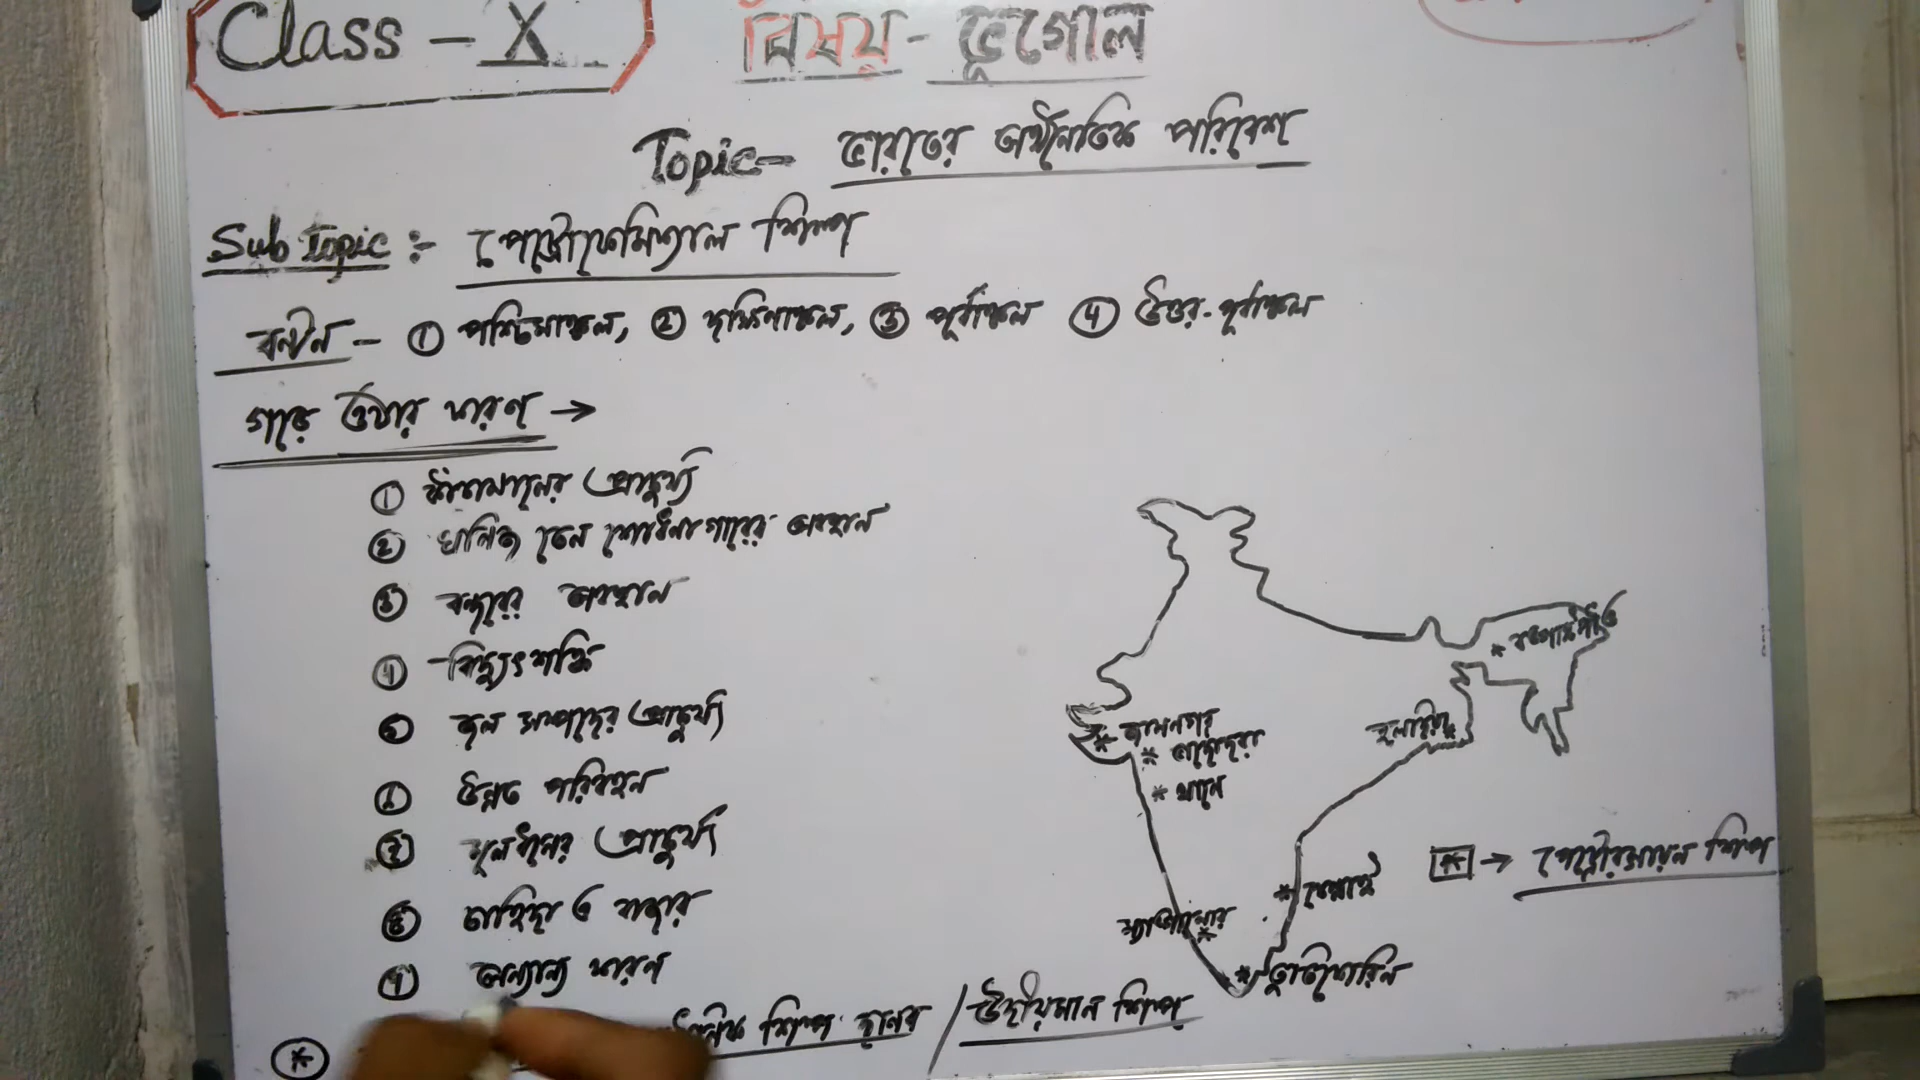 Class - X
বিষয় - ভূগোল
Topic - ভারতের অর্থনৈতিক পরিবেশ
Sub Topic :- পেট্রোকেমিক্যাল শিল্প
বন্টন - ① পশ্চিমাঞ্চল, ② দক্ষিণাঞ্চল, ③ পূর্বাঞ্চল ④ উত্তর-পূর্বাঞ্চল
গড়ে ওঠার কারণ →
① কাঁচামালের প্রাচুর্য্য
② খনিজ তেল শোধনাগারের অবস্থান
③ বন্দরের অবস্থান
④ বিদ্যুৎশক্তি
⑤ জল সম্পদের প্রাচুর্য্য
⑥ উন্নত পরিবহন
⑦ মূলধনের প্রাচুর্য্য
⑧ চাহিদা ও বাজার
⑨ অন্যান্য কারণ
* শিল্প দানব / উদীয়মান শিল্প
* বঙ্গাইগাঁও
* জামনগর
* ভাদোদরা
* থানে
হলদিয়া *
* → পেট্রোরসায়ন শিল্প
* চেন্নাই
ম্যাঙ্গালোর *
* তুতিকোরিন